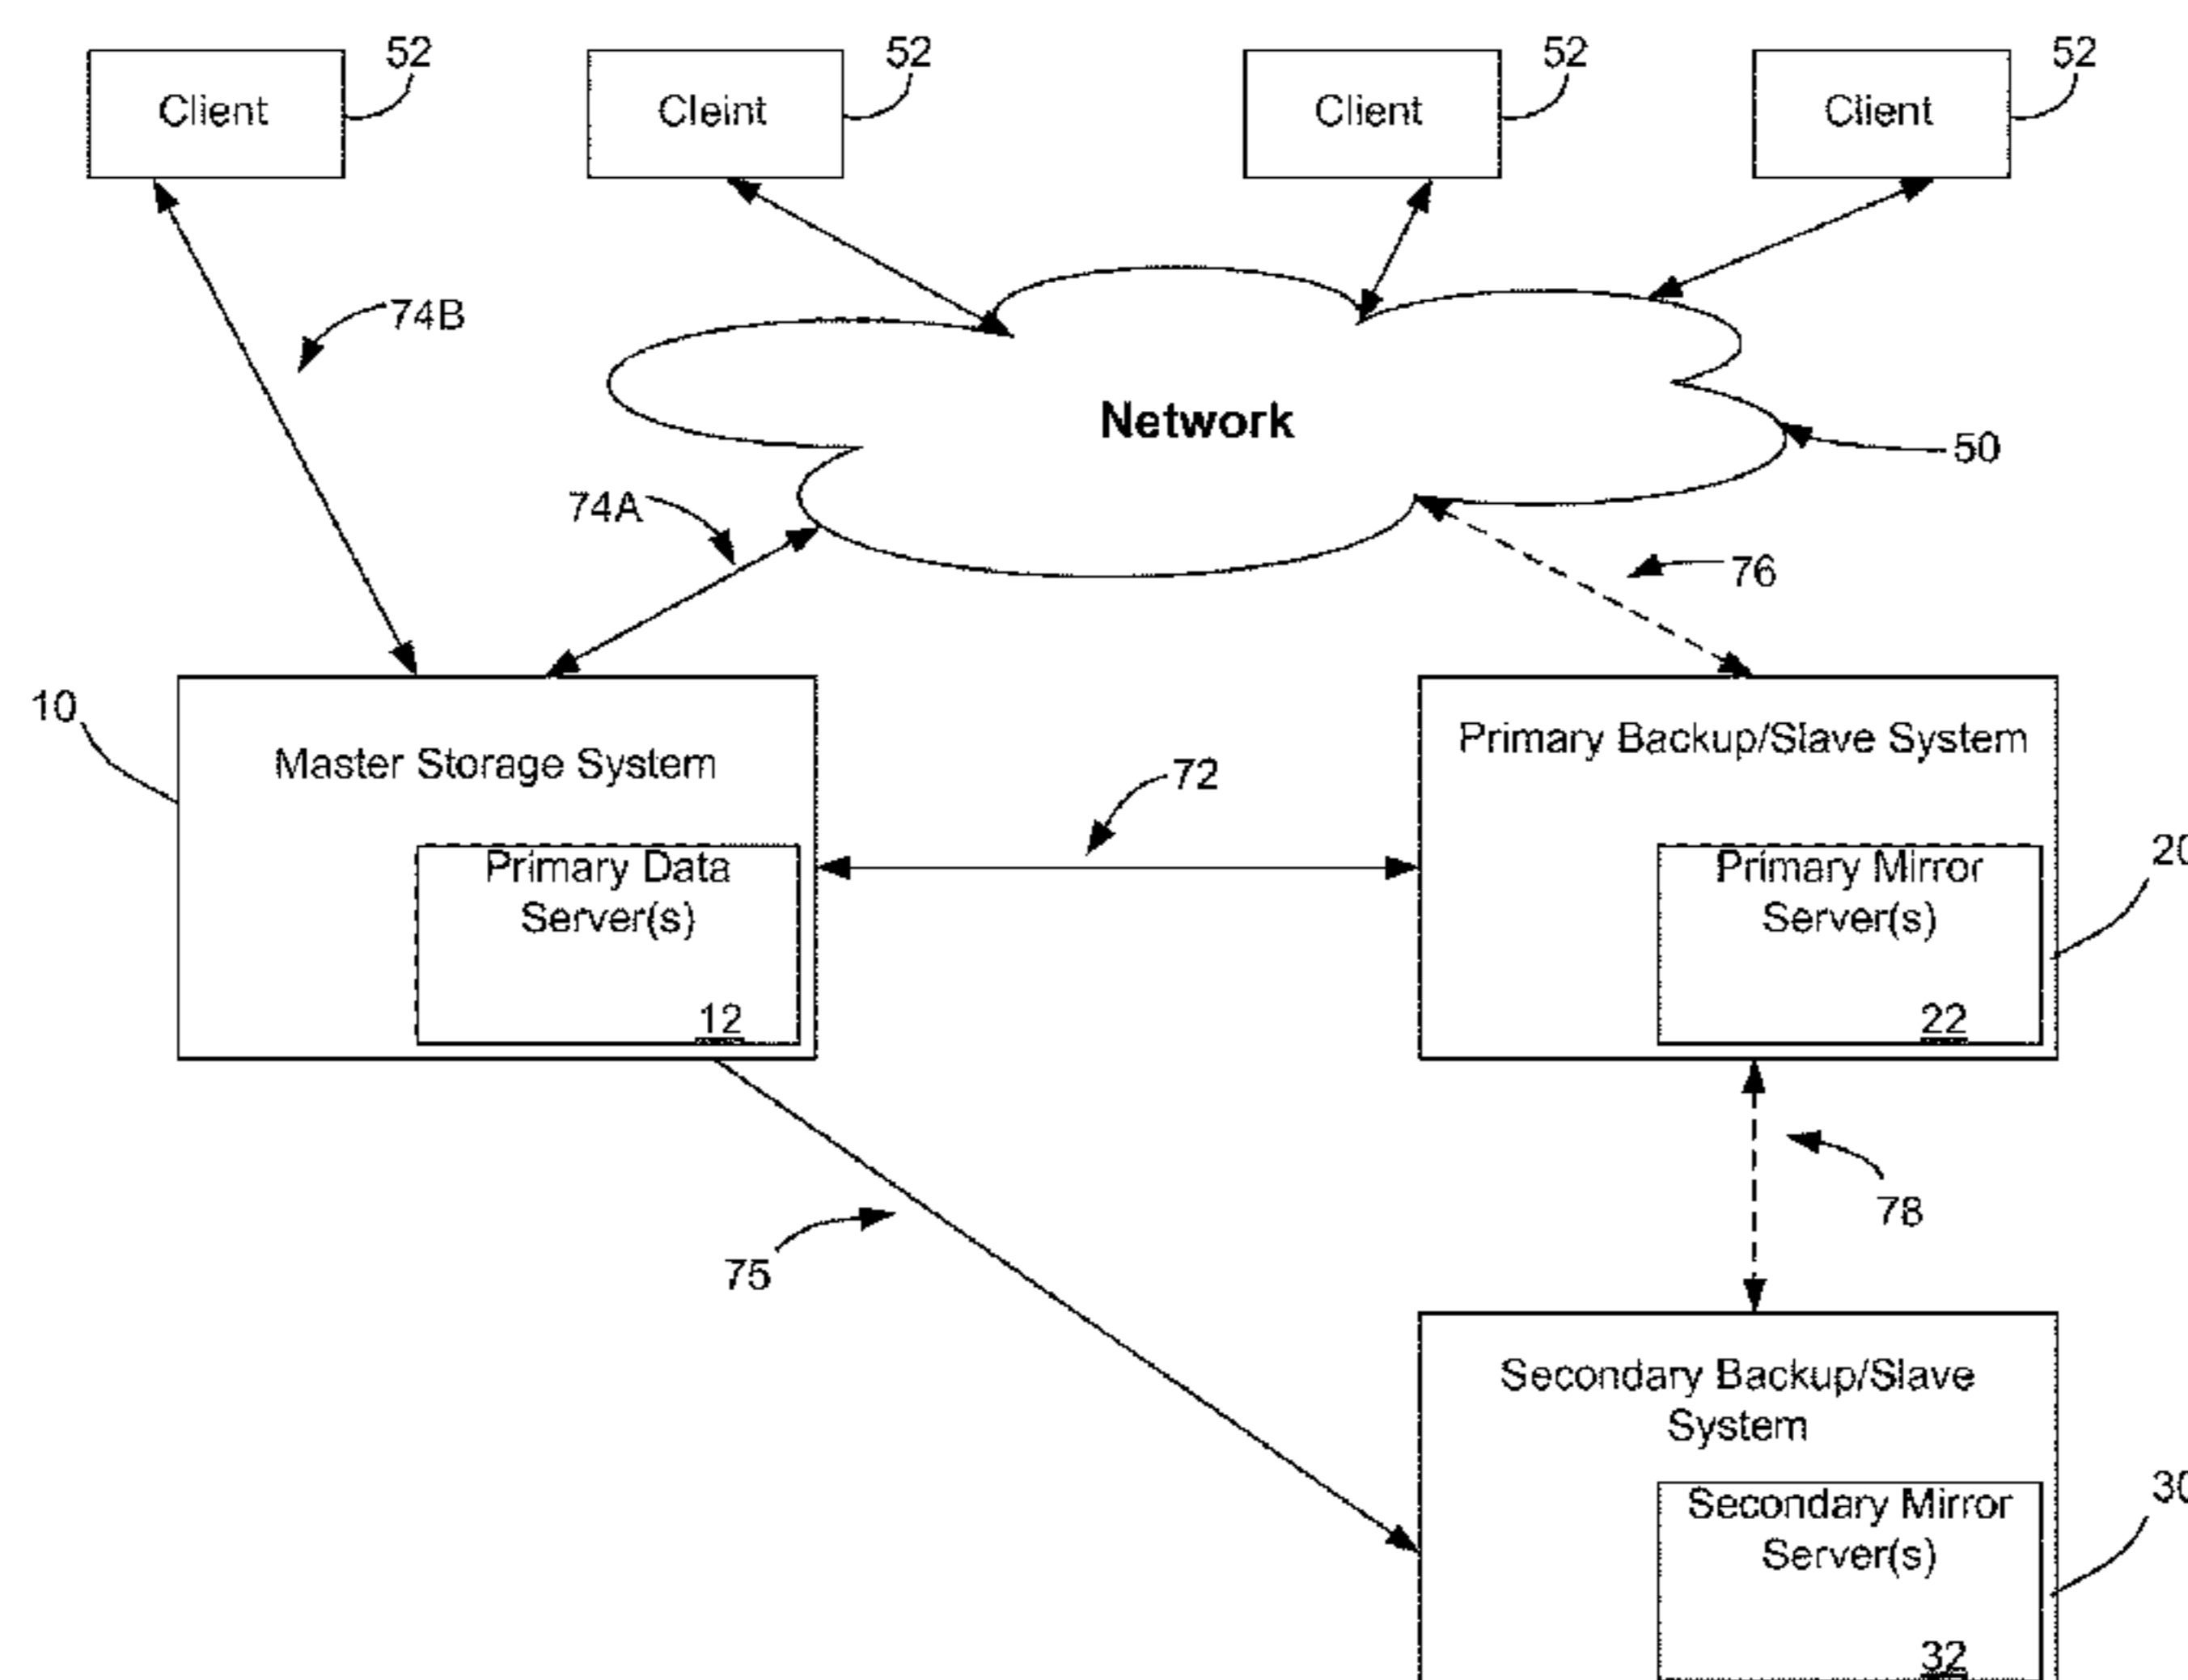 52
52
52
52
Client
Cleint
Client
Client
74B
Network
50
74A
76
10
Master Storage System
Primary Backup/Slave System
72
Primary Data
Server(s)
12
Primary Mirror
Server(s)
22
20
78
75
Secondary Backup/Slave
System
Secondary Mirror
Server(s)
32
30